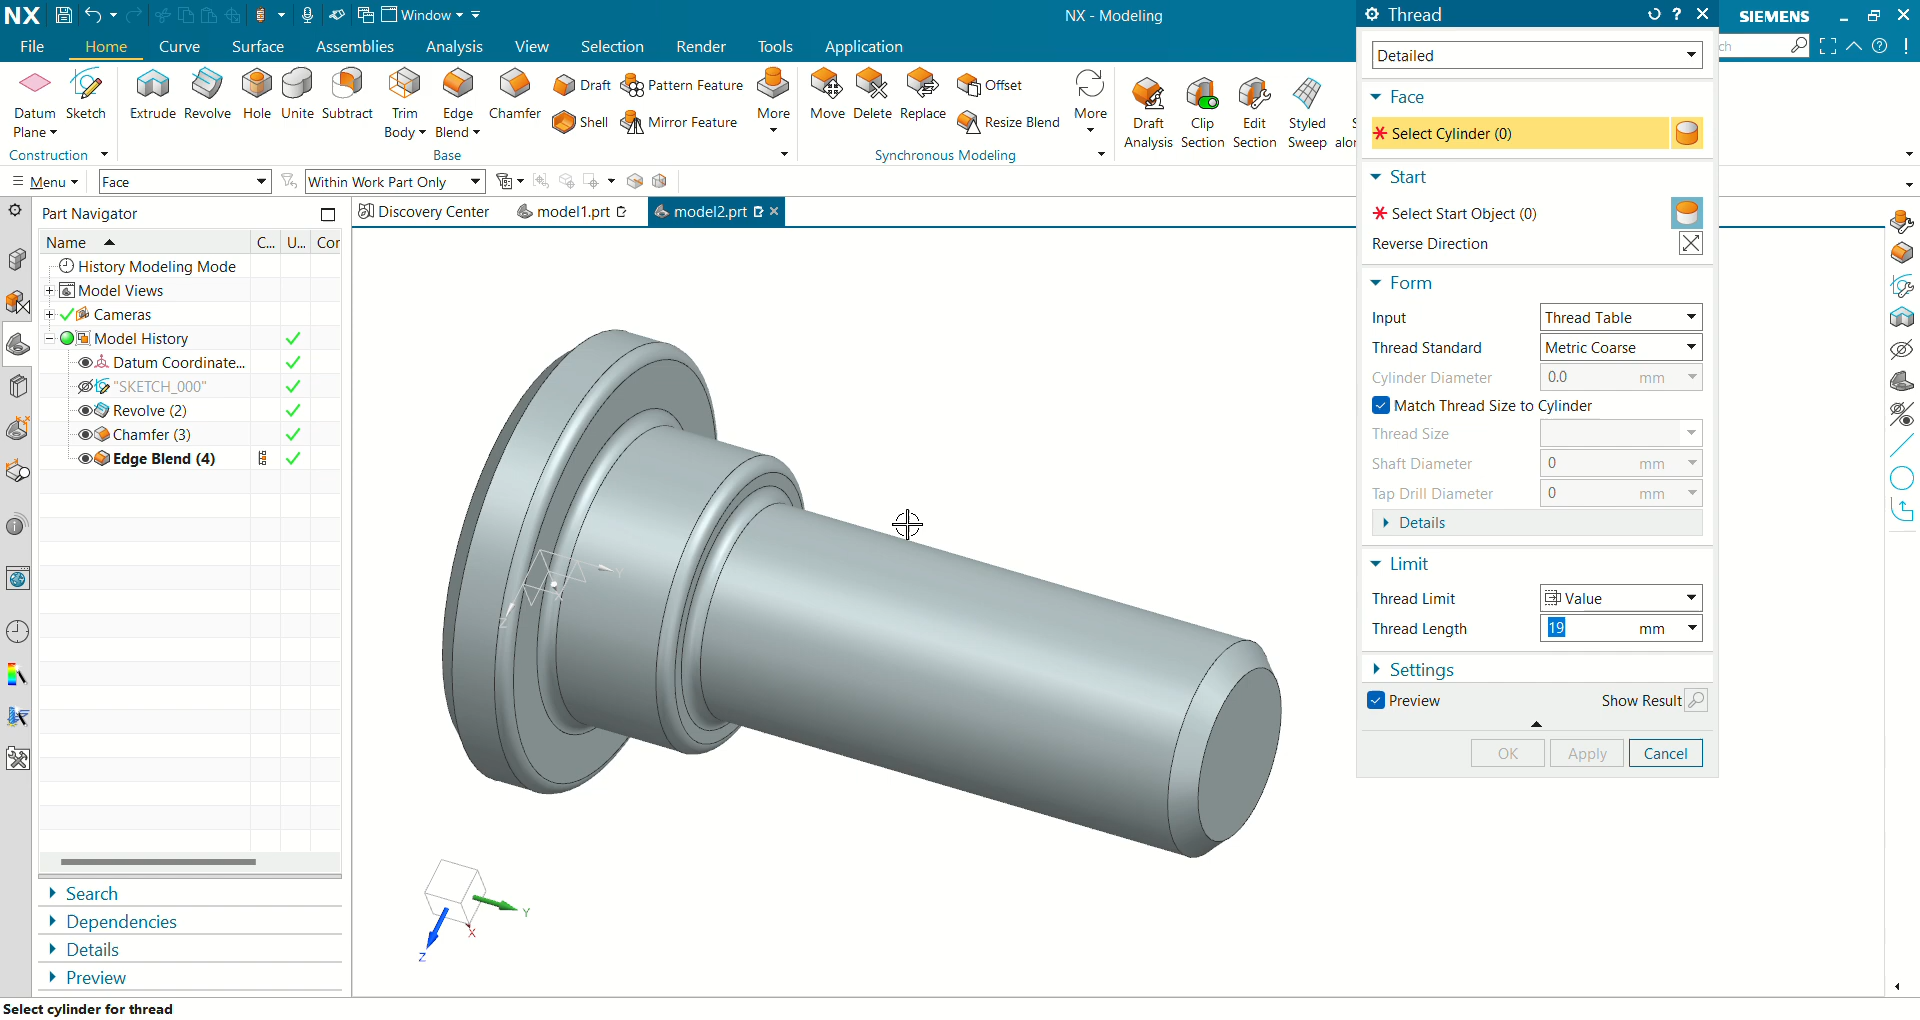 NX
Window
NX - Modeling
Thread
SIEMENS
File
Home
Curve
Surface
Assemblies
Analysis
View
Selection
Render
Tools
Application
ch
Datum Plane
Sketch
Extrude
Revolve
Hole
Unite
Subtract
Trim Body
Edge Blend
Chamfer
Draft
Shell
Pattern Feature
Mirror Feature
More
Move
Delete
Replace
Offset
Resize Blend
More
Draft Analysis
Clip Section
Edit Section
Styled Sweep
S
alon
Construction
Base
Synchronous Modeling
Menu
Face
Within Work Part Only
Part Navigator
Discovery Center
model1.prt
model2.prt
Name
C...
U...
Cor
History Modeling Mode
Model Views
Cameras
Model History
Datum Coordinate...
"SKETCH_000"
Revolve (2)
Chamfer (3)
Edge Blend (4)
Search
Dependencies
Details
Preview
Y
X
Z
Detailed
Face
Select Cylinder (0)
Start
Select Start Object (0)
Reverse Direction
Form
Input
Thread Table
Thread Standard
Metric Coarse
Cylinder Diameter
0.0 mm
Match Thread Size to Cylinder
Thread Size
Shaft Diameter
0 mm
Tap Drill Diameter
0 mm
Details
Limit
Thread Limit
Value
Thread Length
19 mm
Settings
Preview
Show Result
OK
Apply
Cancel
Select cylinder for thread